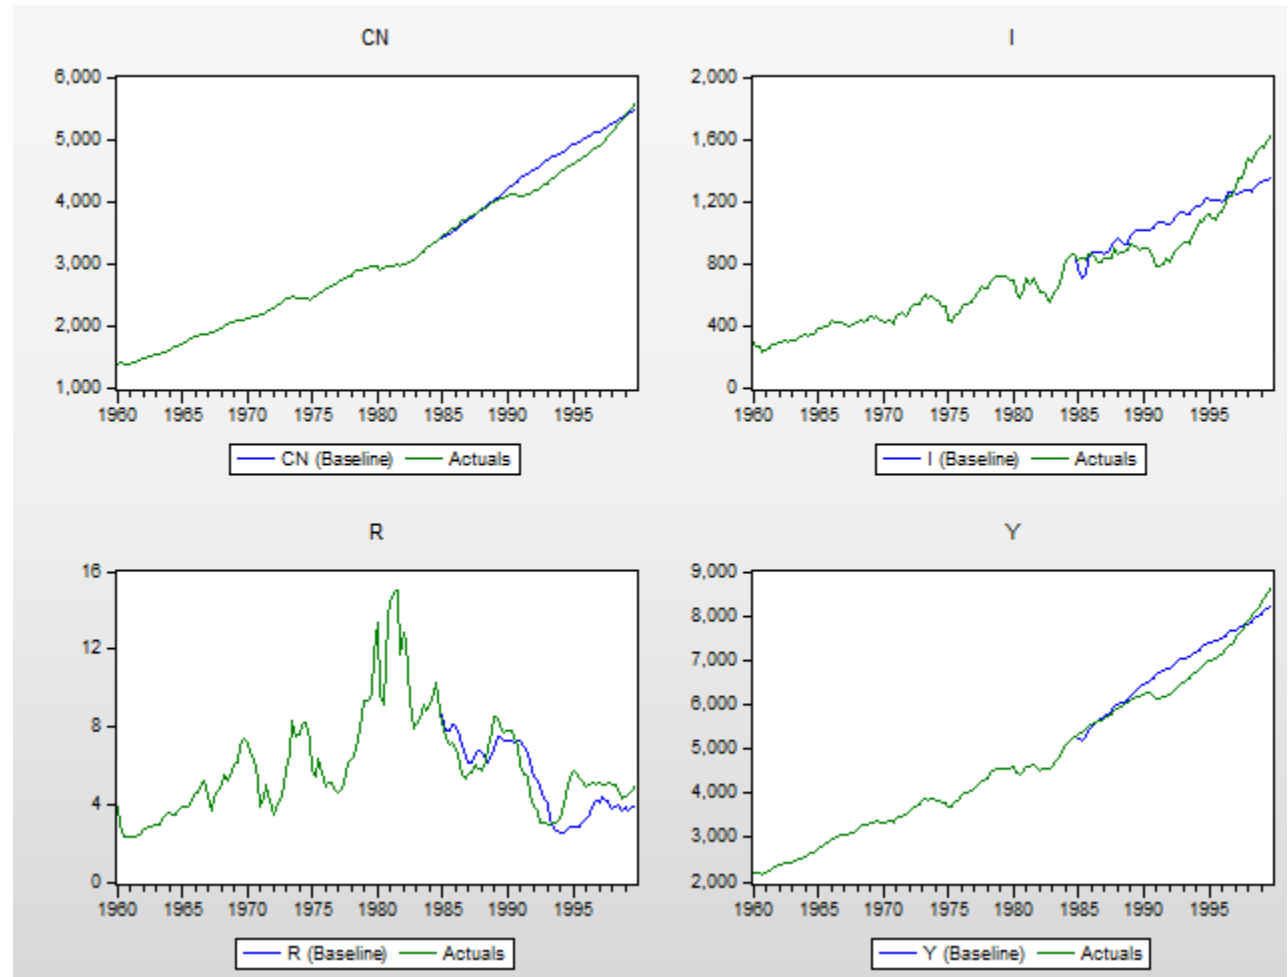 CN
6,000
5,000
4,000
3,000
2,000
1,000
1960 1965 1970 1975 1980 1985 1990 1995
CN (Baseline) Actuals
I
2,000
1,600
1,200
800
400
0
1960 1965 1970 1975 1980 1985 1990 1995
I (Baseline) Actuals
R
16
12
8
4
0
1960 1965 1970 1975 1980 1985 1990 1995
R (Baseline) Actuals
Y
9,000
8,000
7,000
6,000
5,000
4,000
3,000
2,000
1960 1965 1970 1975 1980 1985 1990 1995
Y (Baseline) Actuals